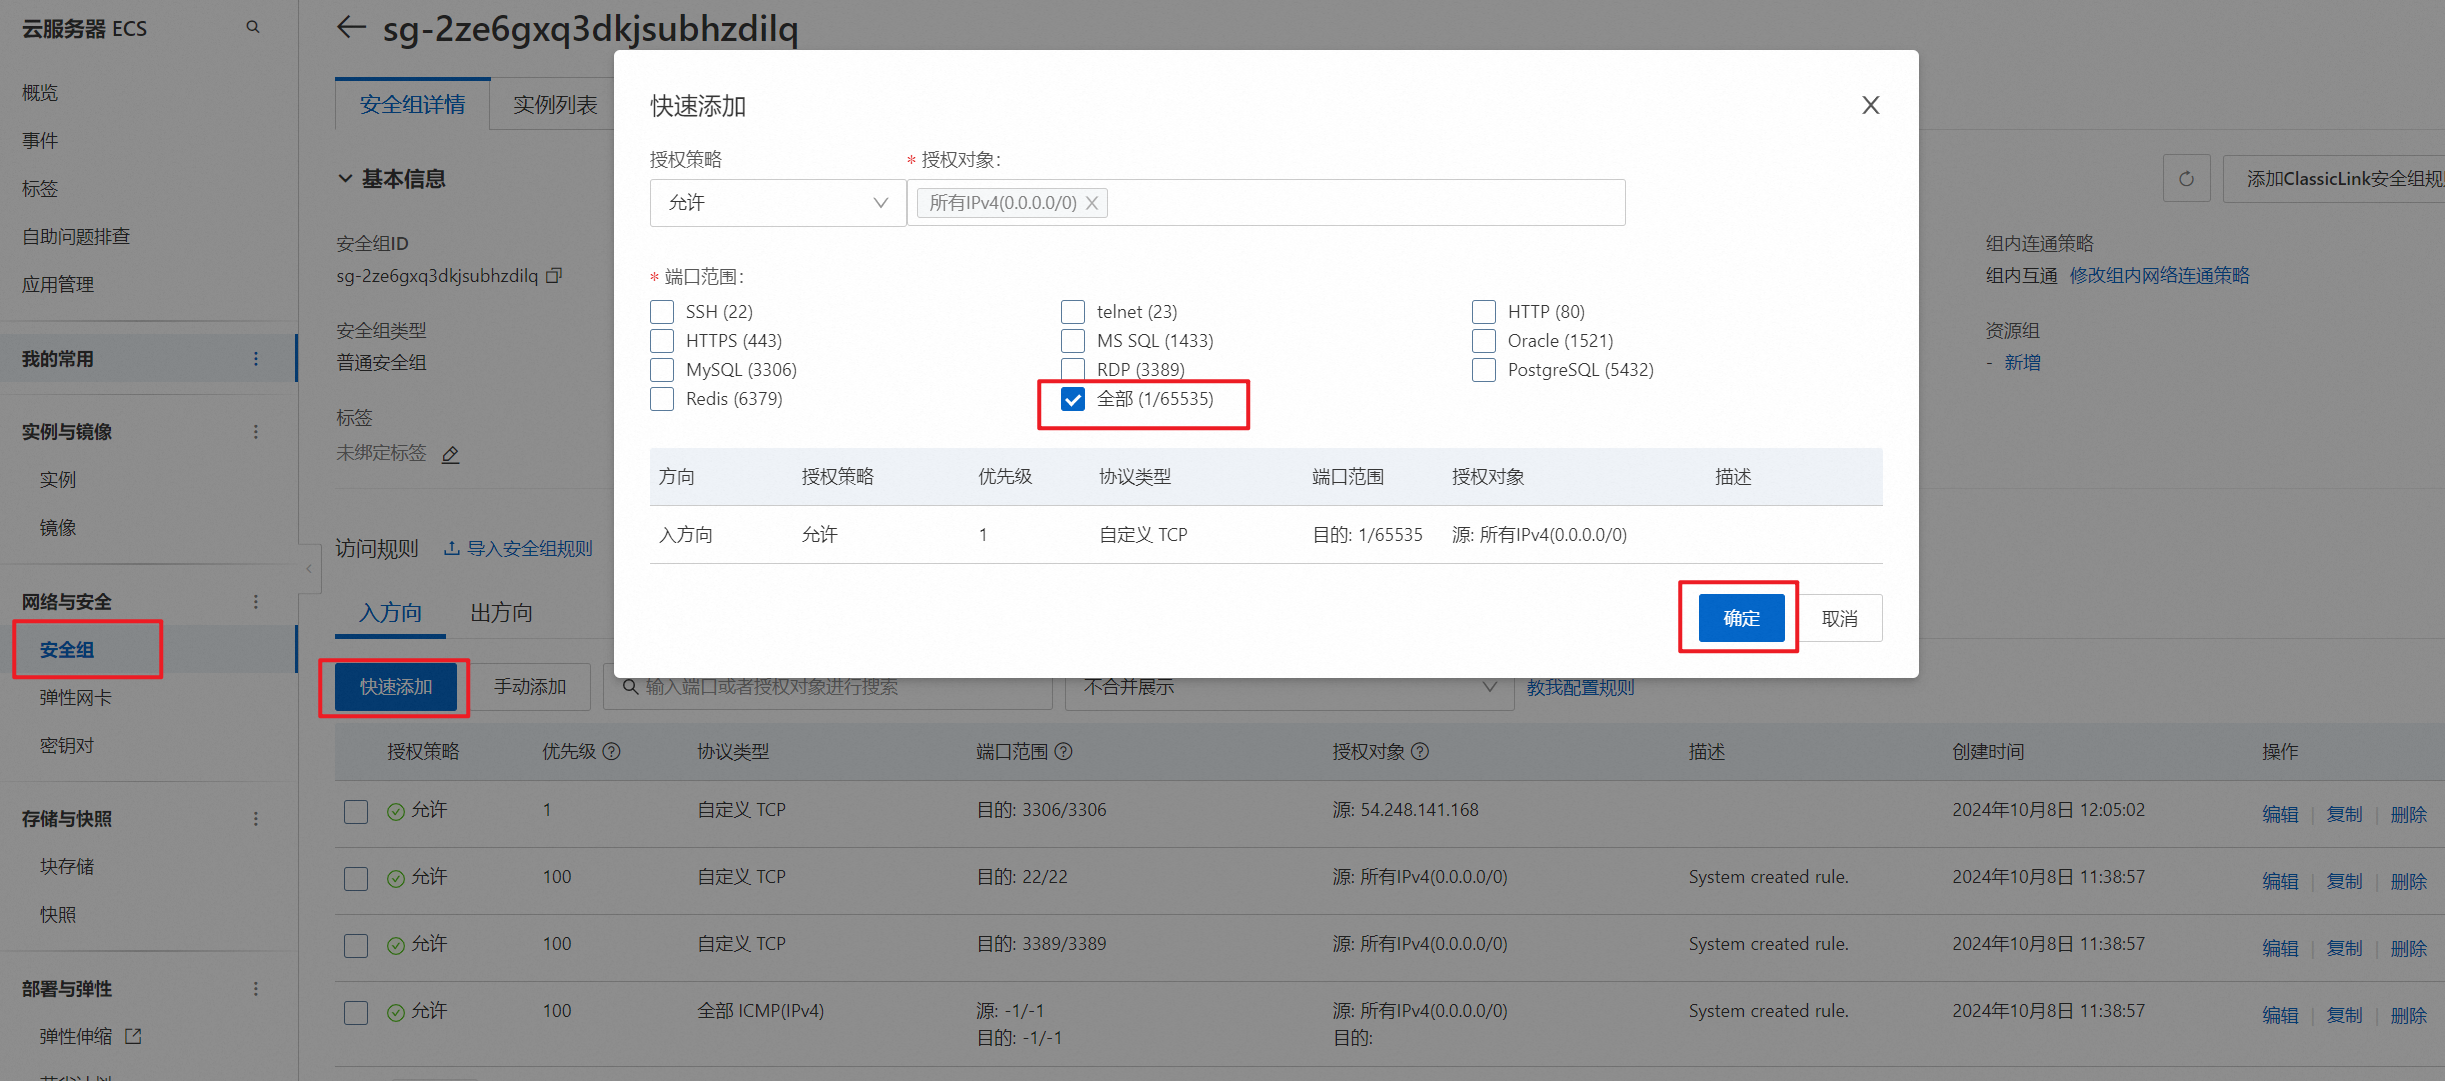 云服务器 ECS
概览
事件
标签
自助问题排查
应用管理
我的常用
实例与镜像
实例
镜像
网络与安全
安全组
弹性网卡
密钥对
存储与快照
块存储
快照
部署与弹性
弹性伸缩
sg-2ze6gxq3dkjsubhzdilq
安全组详情 实例列表
基本信息
添加ClassicLink安全组规
安全组ID
sg-2ze6gxq3dkjsubhzdilq
安全组类型
普通安全组
标签
未绑定标签
组内连通策略
组内互通 修改组内网络连通策略
资源组
- 新增
快速添加
授权策略 * 授权对象:
允许 所有IPv4(0.0.0.0/0)
* 端口范围:
SSH (22) telnet (23) HTTP (80)
HTTPS (443) MS SQL (1433) Oracle (1521)
MySQL (3306) RDP (3389) PostgreSQL (5432)
Redis (6379) 全部 (1/65535)
方向 授权策略 优先级 协议类型 端口范围 授权对象 描述
入方向 允许 1 自定义 TCP 目的: 1/65535 源: 所有IPv4(0.0.0.0/0)
确定 取消
访问规则 导入安全组规则
入方向 出方向
快速添加 手动添加 输入端口或者授权对象进行搜索 不合并展示 教我配置规则
授权策略 优先级 协议类型 端口范围 授权对象 描述 创建时间 操作
允许 1 自定义 TCP 目的: 3306/3306 源: 54.248.141.168 2024年10月8日 12:05:02 编辑 复制 删除
允许 100 自定义 TCP 目的: 22/22 源: 所有IPv4(0.0.0.0/0) System created rule. 2024年10月8日 11:38:57 编辑 复制 删除
允许 100 自定义 TCP 目的: 3389/3389 源: 所有IPv4(0.0.0.0/0) System created rule. 2024年10月8日 11:38:57 编辑 复制 删除
允许 100 全部 ICMP(IPv4) 源: -1/-1 源: 所有IPv4(0.0.0.0/0) System created rule. 2024年10月8日 11:38:57 编辑 复制 删除
目的: -1/-1 目的: